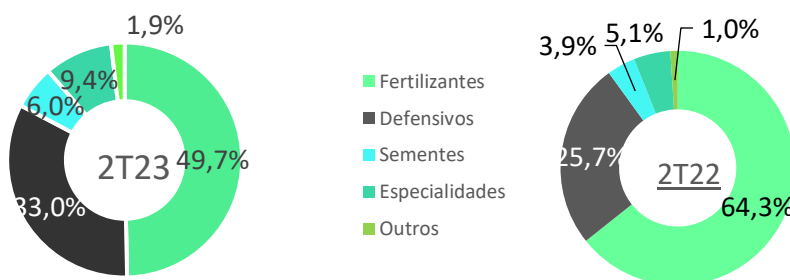 1,9%
9,4%
6,0%
2T23
49,7%
33,0%
Fertilizantes
Defensivos
Sementes
Especialidades
Outros
5,1%
1,0%
3,9%
25,7%
2T22
64,3%